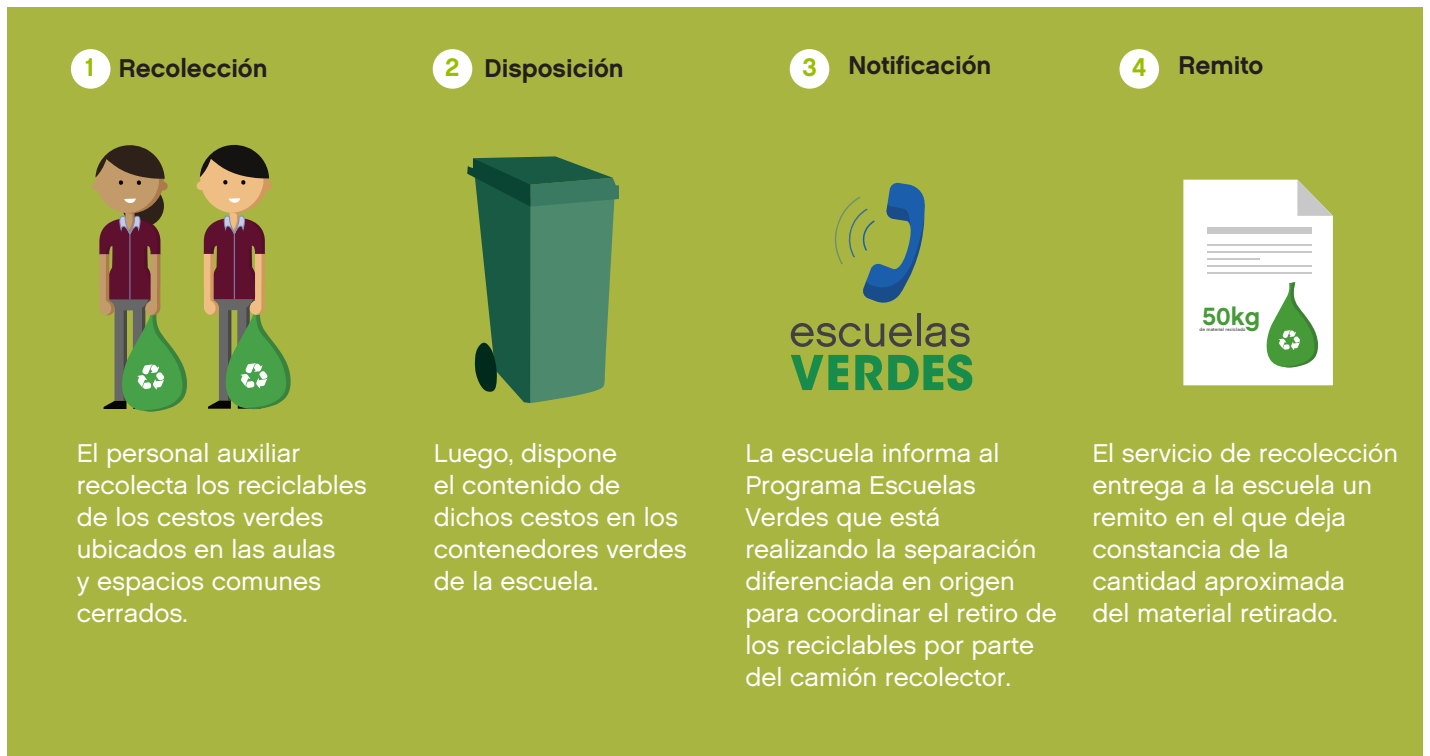 1 Recolección
2 Disposición
3 Notificación
4 Remito
escuelas
VERDES
50kg
de material reciclado
El personal auxiliar
recolecta los reciclables
de los cestos verdes
ubicados en las aulas
y espacios comunes
cerrados.
Luego, dispone
el contenido de
dichos cestos en los
contenedores verdes
de la escuela.
La escuela informa al
Programa Escuelas
Verdes que está
realizando la separación
diferenciada en origen
para coordinar el retiro de
los reciclables por parte
del camión recolector.
El servicio de recolección
entrega a la escuela un
remito en el que deja
constancia de la
cantidad aproximada
del material retirado.